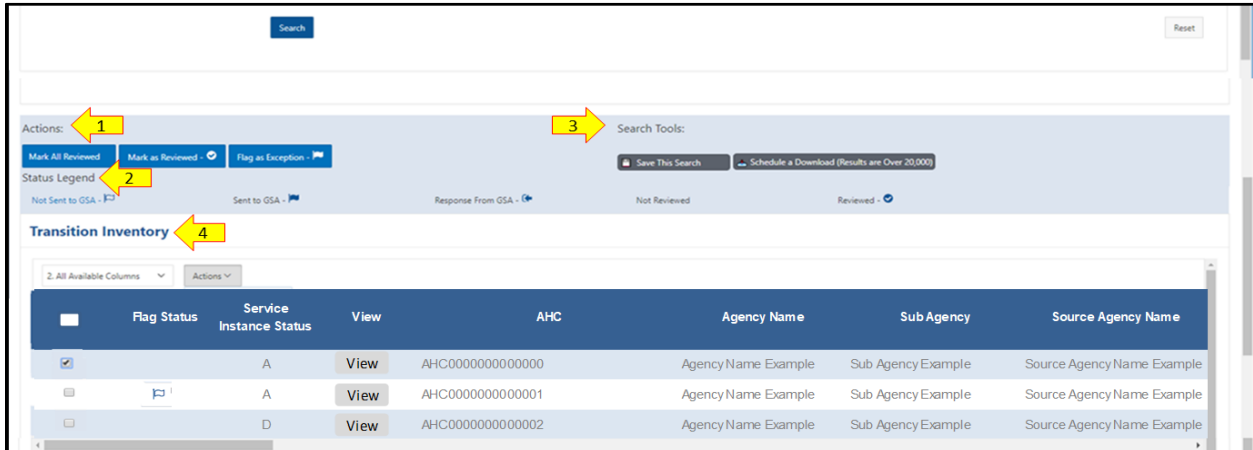 Search
Reset
Actions: 1
3 Search Tools:
Mark All Reviewed Mark as Reviewed - Flag as Exception -
Save This Search Schedule a Download (Results are Over 20,000)
Status Legend 2
Not Sent to GSA - Sent to GSA - Response From GSA - Not Reviewed Reviewed -
Transition Inventory 4
2. All Available Columns Actions
Flag Status Service Instance Status View AHC Agency Name Sub Agency Source Agency Name
A View AHC0000000000000 Agency Name Example Sub Agency Example Source Agency Name Example
A View AHC0000000000001 Agency Name Example Sub Agency Example Source Agency Name Example
D View AHC0000000000002 Agency Name Example Sub Agency Example Source Agency Name Example